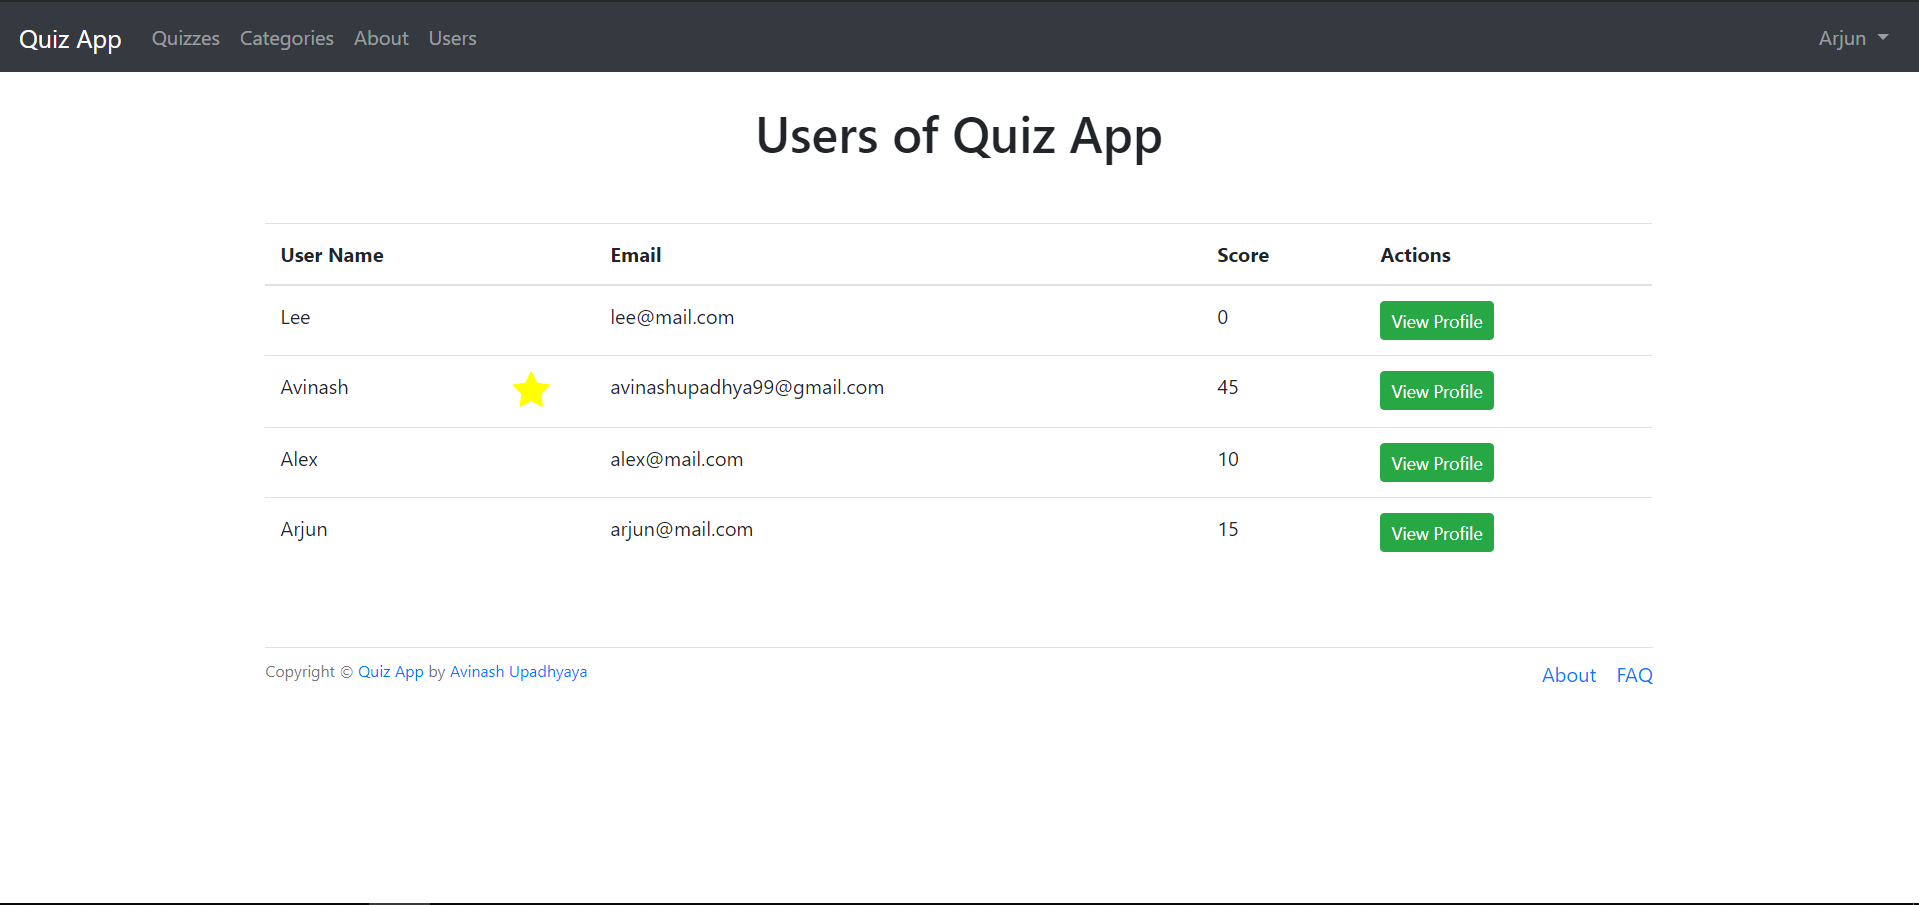 Quiz App Quizzes Categories About Users Arjun
Users of Quiz App
User Name Email Score Actions
Lee lee@mail.com 0 View Profile
Avinash avinashupadhya99@gmail.com 45 View Profile
Alex alex@mail.com 10 View Profile
Arjun arjun@mail.com 15 View Profile
Copyright © Quiz App by Avinash Upadhyaya About FAQ